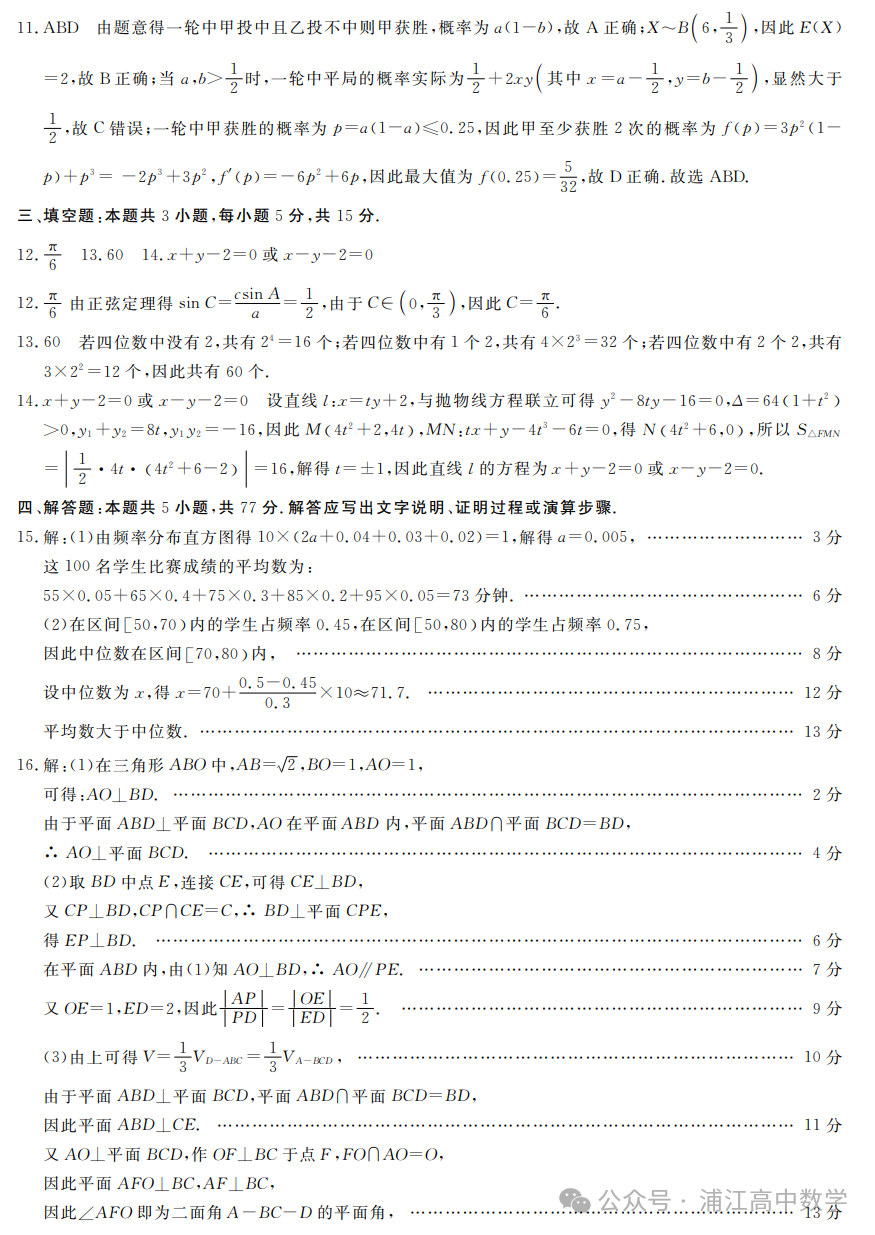 11. ABD　由题意得一轮中甲投中且乙投不中则甲获胜,概率为 a(1−b),故 A 正确;X～B(6,1/3),因此 E(X)
=2,故 B 正确;当 a,b>1/2时,一轮中平局的概率实际为1/2+2xy(其中 x=a−1/2,y=b−1/2),显然大于
1/2,故 C 错误;一轮中甲获胜的概率为 p=a(1−a)≤0.25,因此甲至少获胜 2 次的概率为 f(p)=3p²(1−
p)+p³= −2p³+3p²,f′(p)=−6p²+6p,因此最大值为 f(0.25)=5/32,故 D 正确.故选 ABD.
三、填空题:本题共 3 小题,每小题 5 分,共 15 分.
12. π/6　13. 60　14. x+y−2=0 或 x−y−2=0
12. π/6 由正弦定理得 sin C=csin A/a=1/2,由于 C∈(0,π/3),因此 C=π/6.
13. 60　若四位数中没有 2,共有 2⁴=16 个;若四位数中有 1 个 2,共有 4×2³=32 个;若四位数中有 2 个 2,共有
3×2²=12 个,因此共有 60 个.
14. x+y−2=0 或 x−y−2=0　设直线 l:x=ty+2,与抛物线方程联立可得 y²−8ty−16=0,Δ=64(1+t²)
>0,y₁+y₂=8t,y₁y₂=−16,因此 M(4t²+2,4t),MN:tx+y−4t³−6t=0,得 N(4t²+6,0),所以 S△FMN
=|1/2·4t·(4t²+6−2)|=16,解得 t=±1,因此直线 l 的方程为 x+y−2=0 或 x−y−2=0.
四、解答题:本题共 5 小题,共 77 分.解答应写出文字说明、证明过程或演算步骤.
15. 解:(1)由频率分布直方图得 10×(2a+0.04+0.03+0.02)=1,解得 a=0.005, ………………………… 3 分
这 100 名学生比赛成绩的平均数为:
55×0.05+65×0.4+75×0.3+85×0.2+95×0.05=73 分钟. ………………………… 6 分
(2)在区间[50,70)内的学生占频率 0.45,在区间[50,80)内的学生占频率 0.75,
因此中位数在区间[70,80)内, ………………………… 8 分
设中位数为 x,得 x=70+0.5−0.45/0.3×10≈71.7. ………………………… 12 分
平均数大于中位数. ………………………… 13 分
16. 解:(1)在三角形 ABO 中,AB=√2,BO=1,AO=1,
可得:AO⊥BD. ………………………… 2 分
由于平面 ABD⊥平面 BCD,AO 在平面 ABD 内,平面 ABD∩平面 BCD=BD,
∴ AO⊥平面 BCD. ………………………… 4 分
(2)取 BD 中点 E,连接 CE,可得 CE⊥BD,
又 CP⊥BD,CP∩CE=C,∴ BD⊥平面 CPE,
得 EP⊥BD. ………………………… 6 分
在平面 ABD 内,由(1)知 AO⊥BD,∴ AO∥PE. ………………………… 7 分
又 OE=1,ED=2,因此|AP|/|PD|=|OE|/|ED|=1/2. ………………………… 9 分
(3)由上可得 V=1/3V D−ABC=1/3V A−BCD, ………………………… 10 分
由于平面 ABD⊥平面 BCD,平面 ABD∩平面 BCD=BD,
因此平面 ABD⊥CE. ………………………… 11 分
又 AO⊥平面 BCD,作 OF⊥BC 于点 F,FO∩AO=O,
因此平面 AFO⊥BC,AF⊥BC,
公众号 · 浦江高中数学
因此∠AFO 即为二面角 A−BC−D 的平面角, ………………………… 13 分